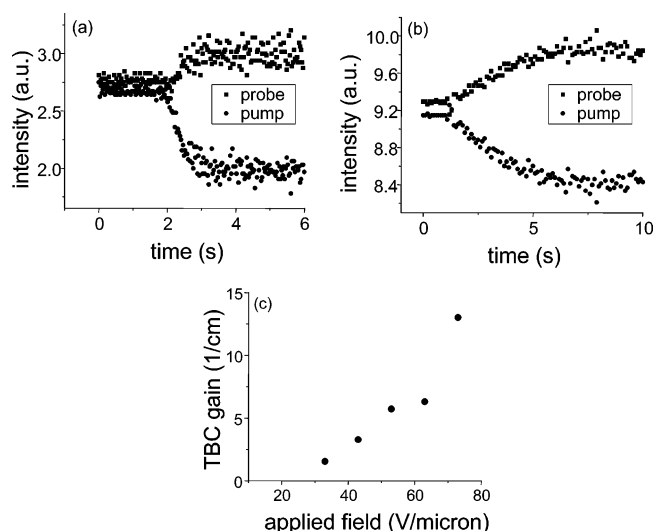 (a)
3.0
2.5
2.0
intensity (a.u.)
probe
pump
0 2 4 6
time (s)
(b)
10.0
9.6
9.2
8.8
8.4
intensity (a.u.)
probe
pump
0 5 10
time (s)
(c)
15
10
5
0
TBC gain (1/cm)
20 40 60 80
applied field (V/micron)